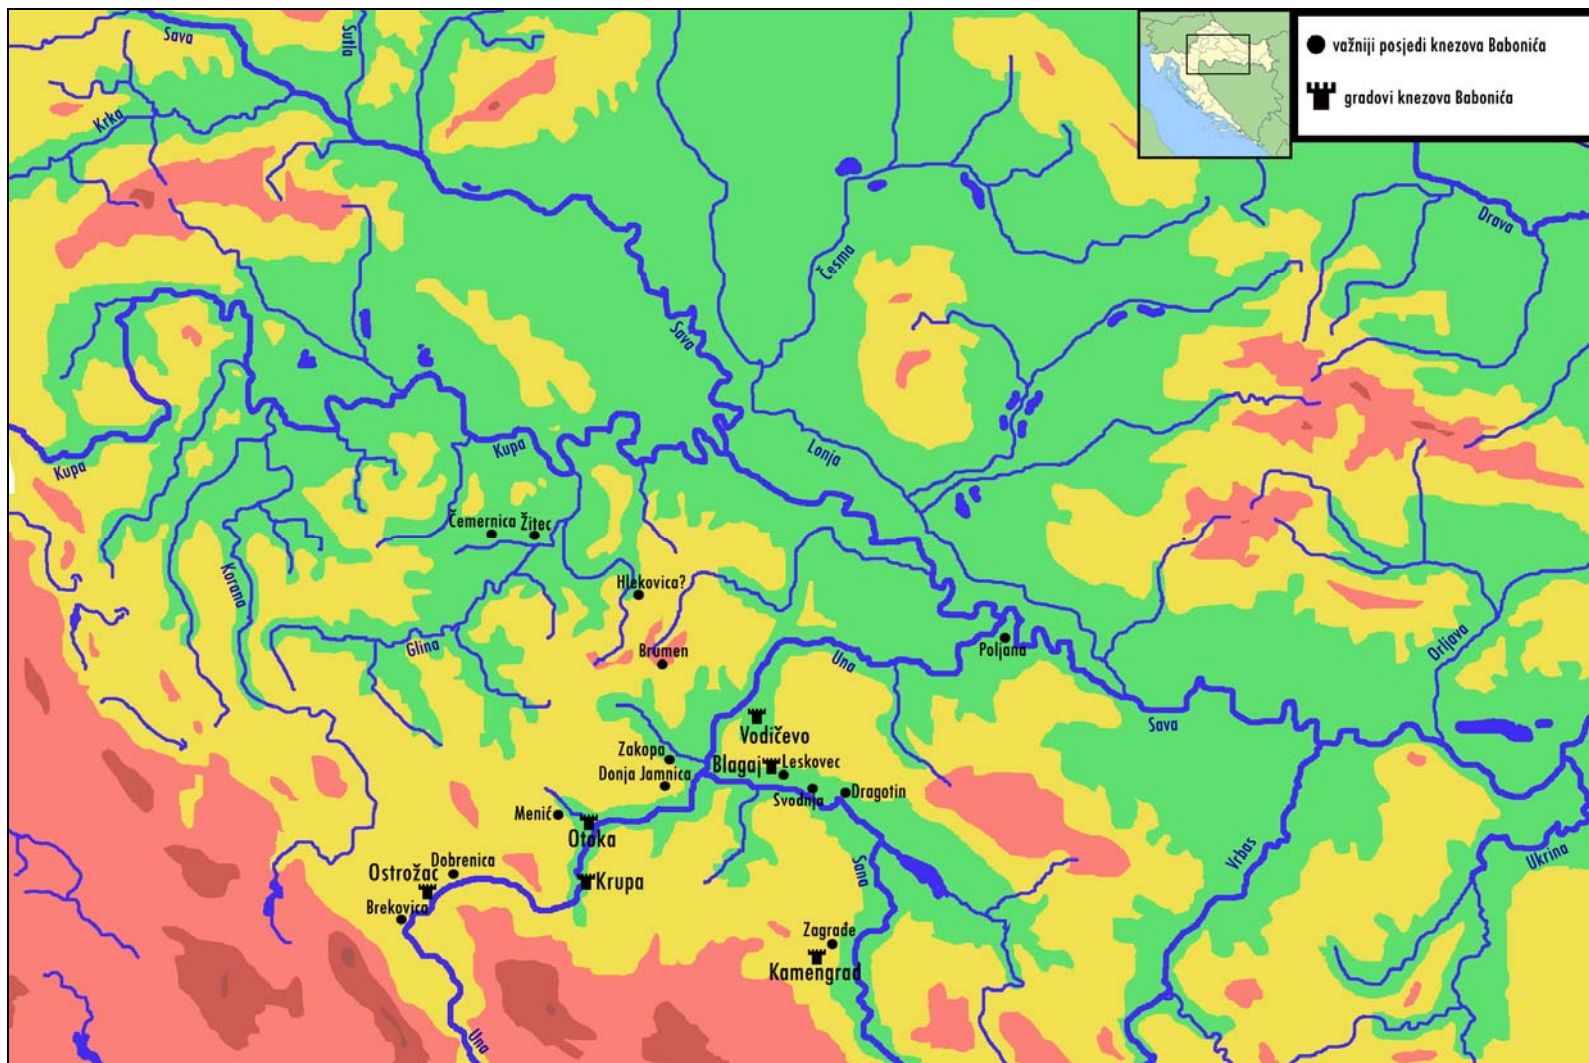 Sava
Sutla
važniji posjedi knezova Babonića
gradovi knezova Babonića
Krka
Drava
Česma
Sava
Kupa
Kupa
Lonja
Čemernica
Žitec
Korana
Hlekovica?
Glina
Brumen
Una
Poljana
Orljava
Sava
Vodičevo
Zakopa
Blagaj
Leskovec
Donja Jamnica
Svodnja
Dragotin
Menić
Otoka
Sana
Vrbas
Ukrina
Ostrožac
Dobrenica
Krupa
Brekovica
Zagrađe
Kamengrad
Una